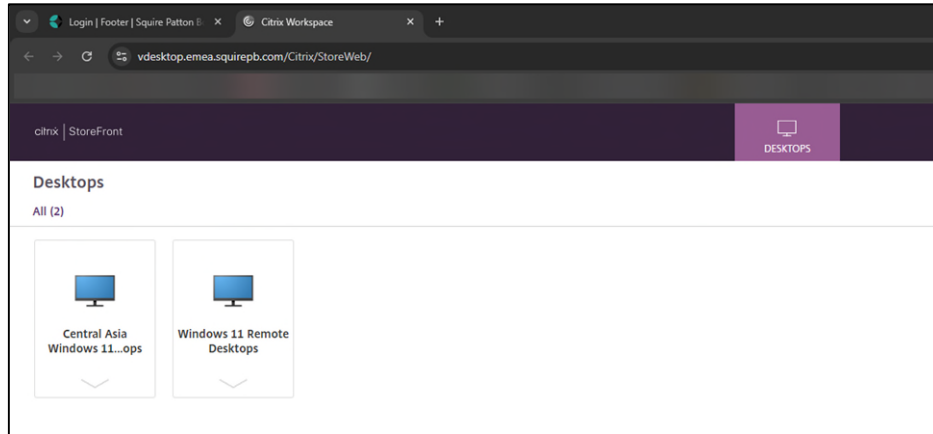 Login | Footer | Squire Patton B
Citrix Workspace
vdesktop.emea.squirepb.com/Citrix/StoreWeb/
citrix | StoreFront
DESKTOPS
Desktops
All (2)
Central Asia
Windows 11...ops
Windows 11 Remote
Desktops